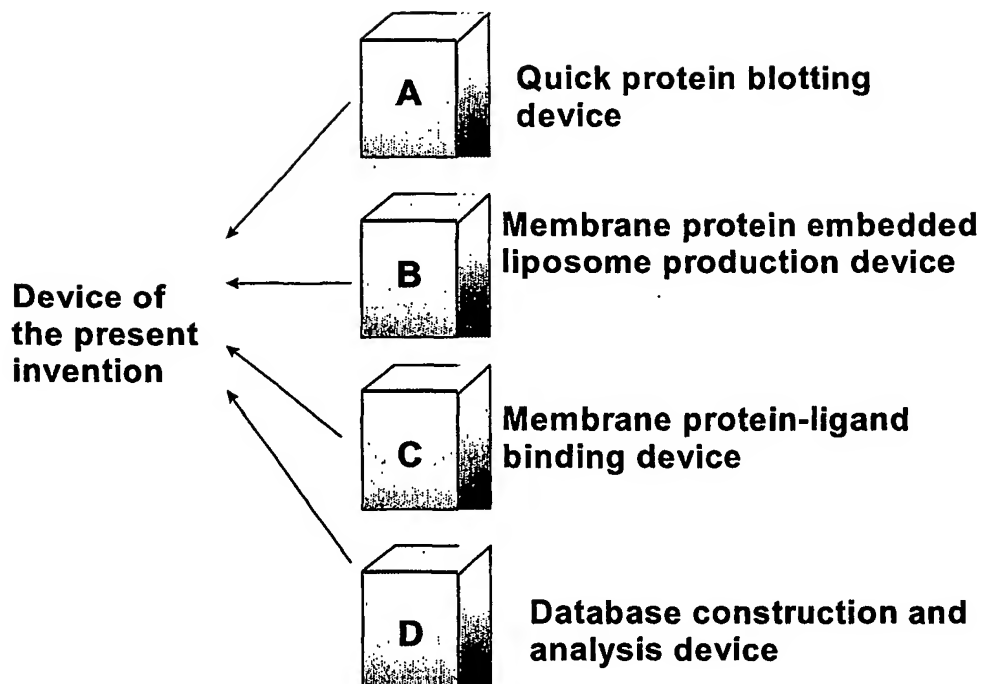 A
Quick protein blotting
device
B
Membrane protein embedded
liposome production device
Device of
the present
invention
C
Membrane protein-ligand
binding device
D
Database construction and
analysis device